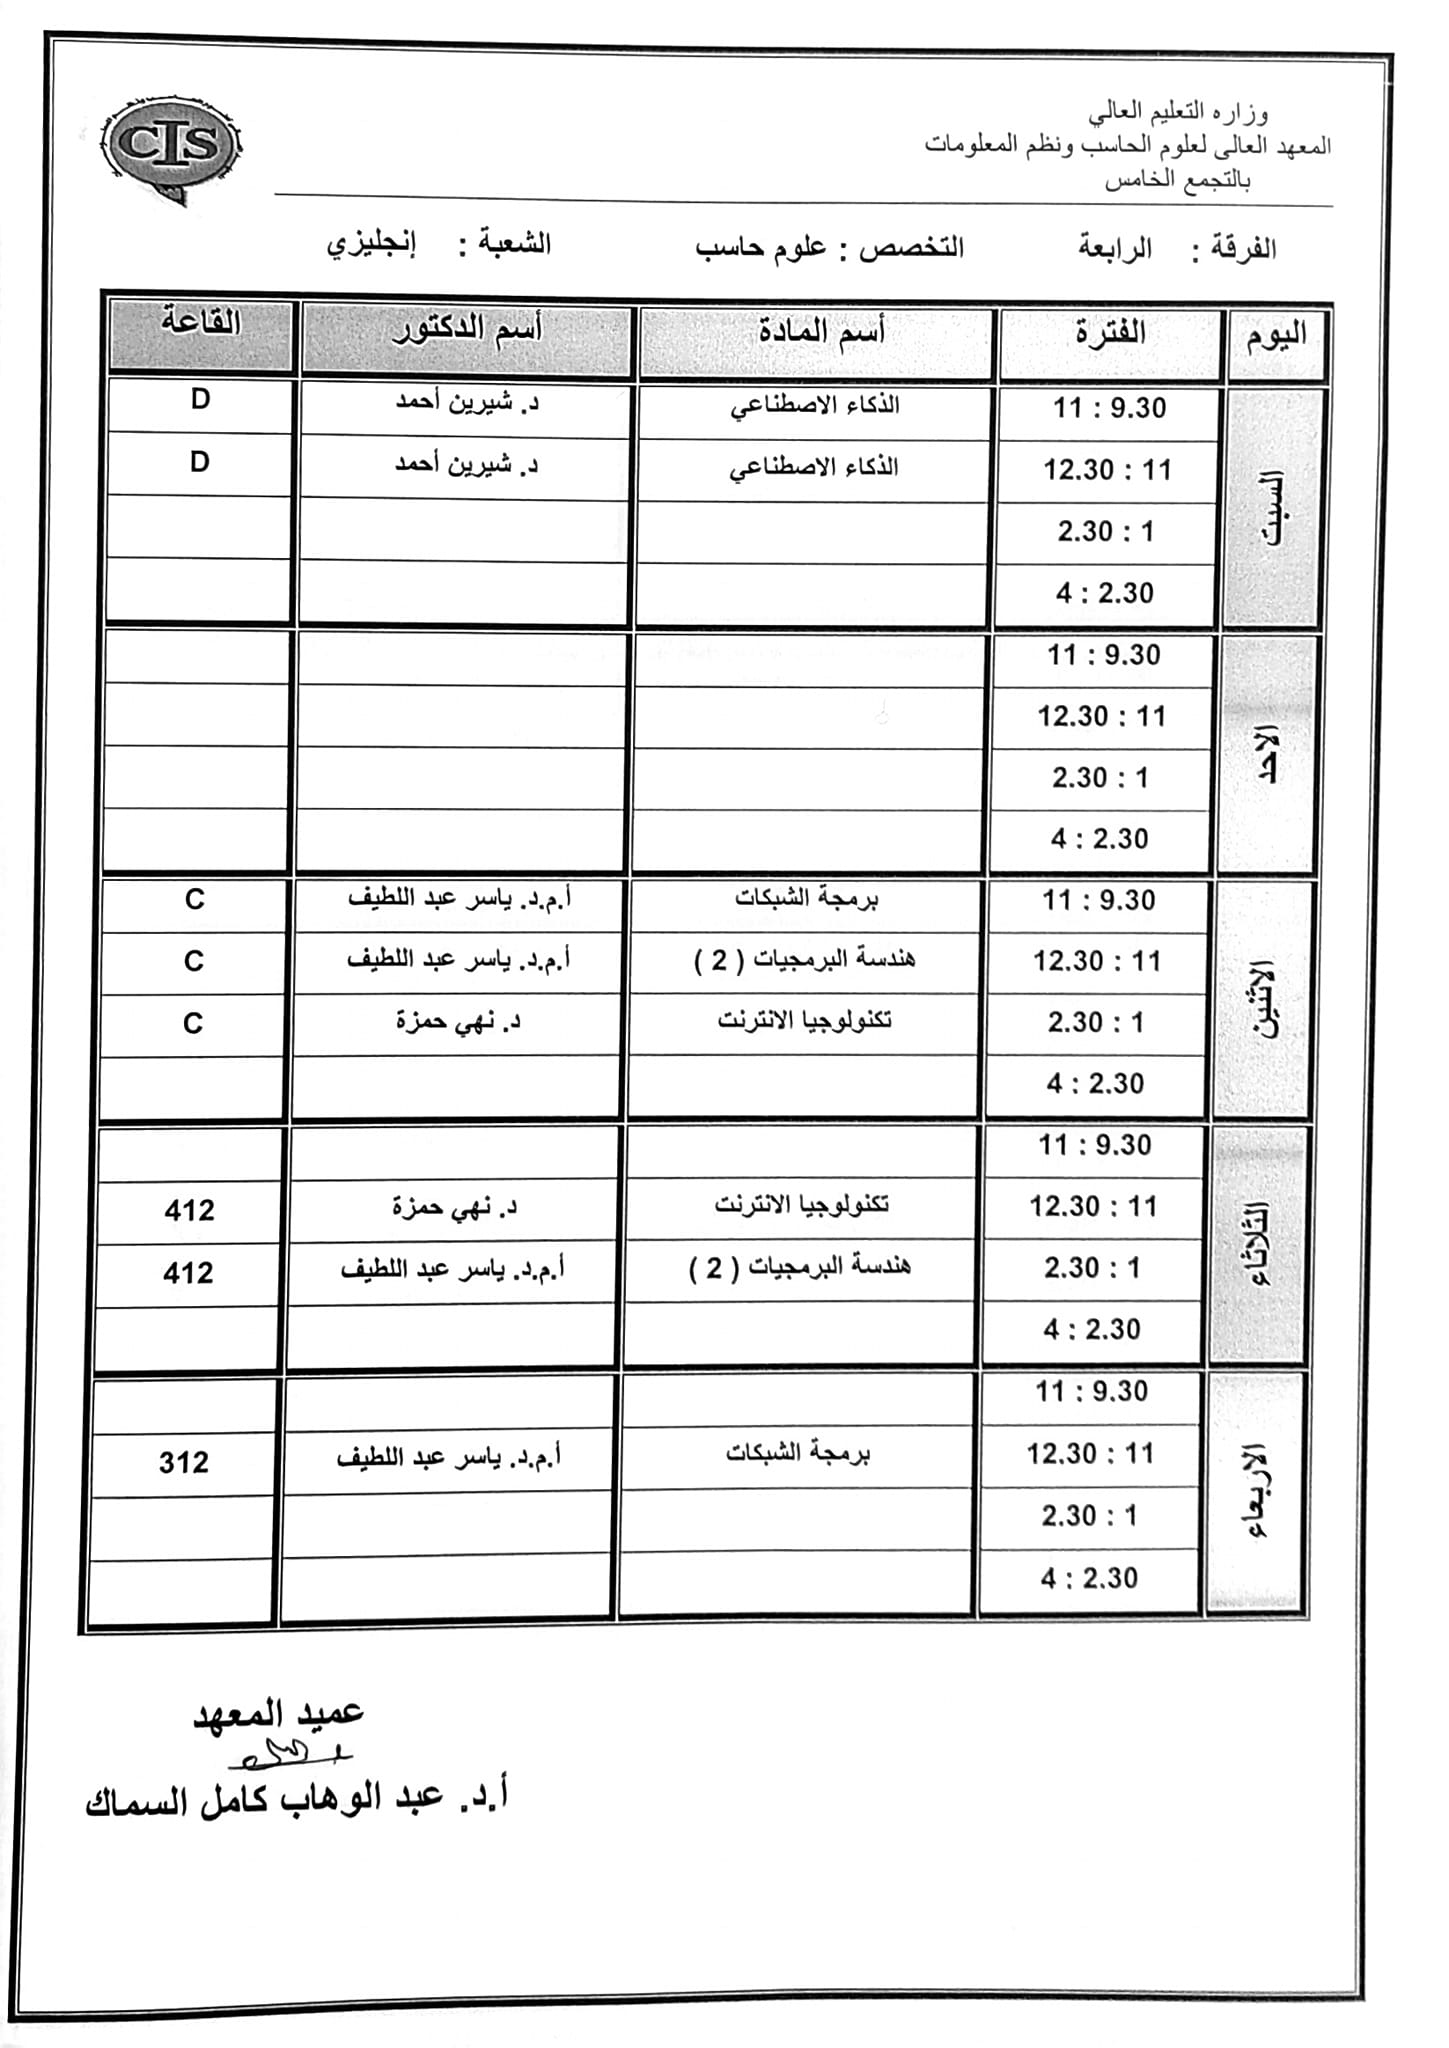 وزاره التعليم العالي
المعهد العالى لعلوم الحاسب ونظم المعلومات
بالتجمع الخامس
CIS
الفرقة : الرابعة التخصص : علوم حاسب الشعبة : إنجليزي
اليوم الفترة أسم المادة أسم الدكتور القاعة
السبت
9.30 : 11 الذكاء الاصطناعي د. شيرين أحمد D
11 : 12.30 الذكاء الاصطناعي د. شيرين أحمد D
1 : 2.30
2.30 : 4
الاحد
9.30 : 11
11 : 12.30
1 : 2.30
2.30 : 4
الاثنين
9.30 : 11 برمجة الشبكات أ.م.د. ياسر عبد اللطيف C
11 : 12.30 هندسة البرمجيات ( 2 ) أ.م.د. ياسر عبد اللطيف C
1 : 2.30 تكنولوجيا الانترنت د. نهي حمزة C
2.30 : 4
الثلاثاء
9.30 : 11
11 : 12.30 تكنولوجيا الانترنت د. نهي حمزة 412
1 : 2.30 هندسة البرمجيات ( 2 ) أ.م.د. ياسر عبد اللطيف 412
2.30 : 4
الاربعاء
9.30 : 11
11 : 12.30 برمجة الشبكات أ.م.د. ياسر عبد اللطيف 312
1 : 2.30
2.30 : 4
عميد المعهد
أ.د. عبد الوهاب كامل السماك